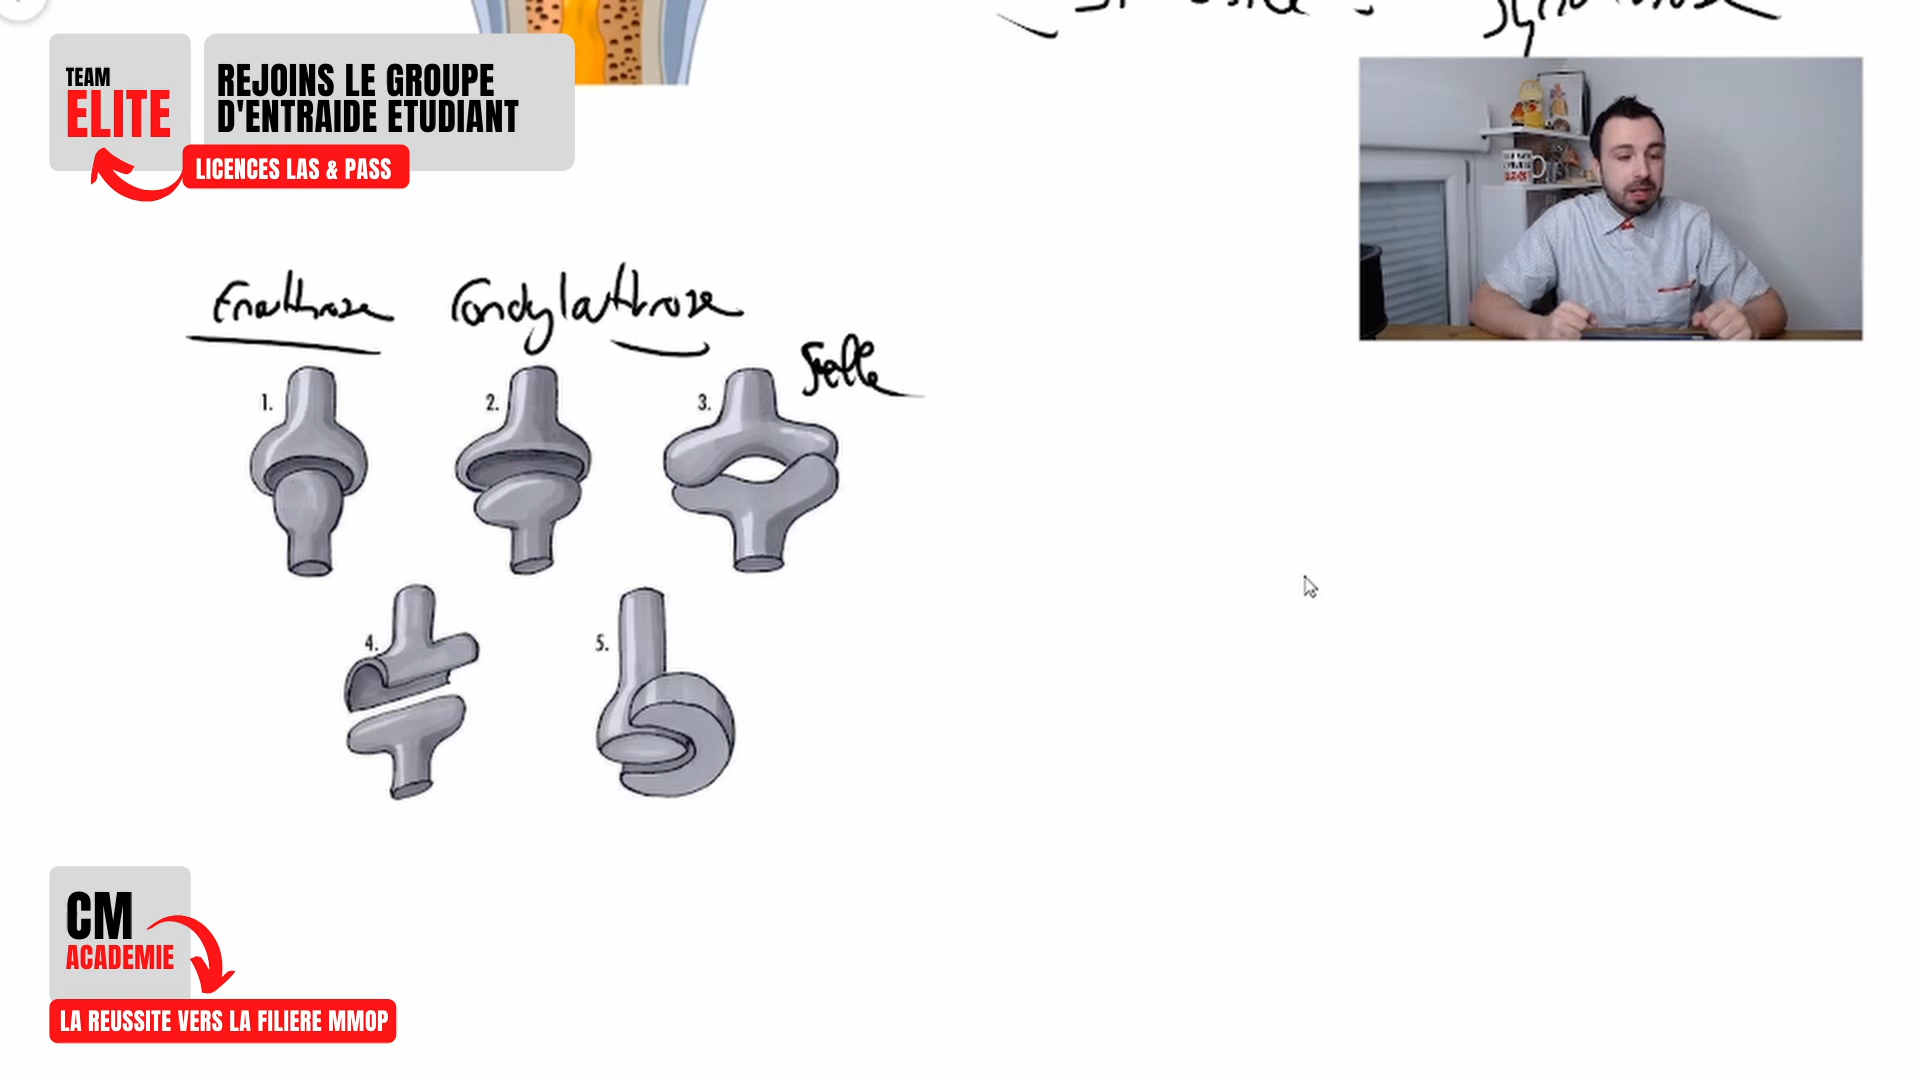 TEAM
ELITE
REJOINS LE GROUPE
D'ENTRAIDE ETUDIANT
LICENCES LAS & PASS
Enarthrose
Condylarthrose
Selle
1.
2.
3.
4.
5.
CM
ACADEMIE
LA REUSSITE VERS LA FILIERE MMOP